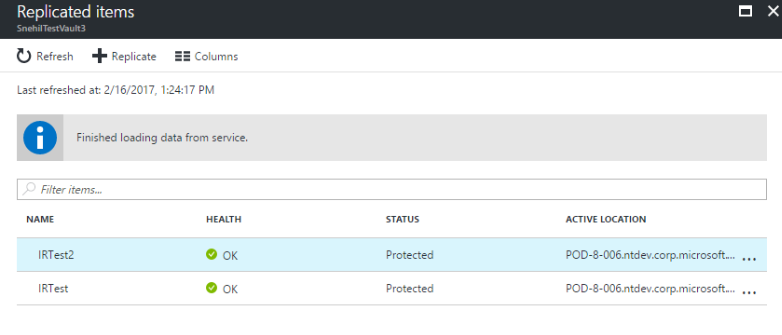 Replicated items
SnehilTestVault3
Refresh Replicate Columns
Last refreshed at: 2/16/2017, 1:24:17 PM
Finished loading data from service.
Filter items...
NAME HEALTH STATUS ACTIVE LOCATION
IRTest2 OK Protected POD-8-006.ntdev.corp.microsoft.... ...
IRTest OK Protected POD-8-006.ntdev.corp.microsoft.... ...